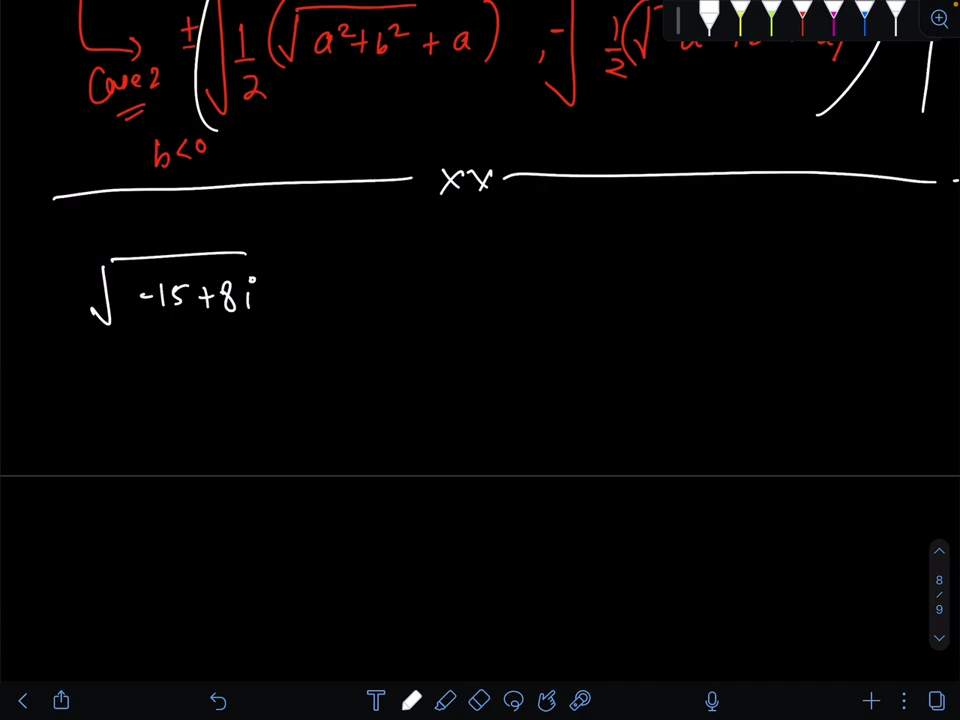 ± ( √ 1/2 (√ a²+b² + a) , - √ 1/2 (√
Case 2
b<0
xx
√ -15+8i
8
/
9
T